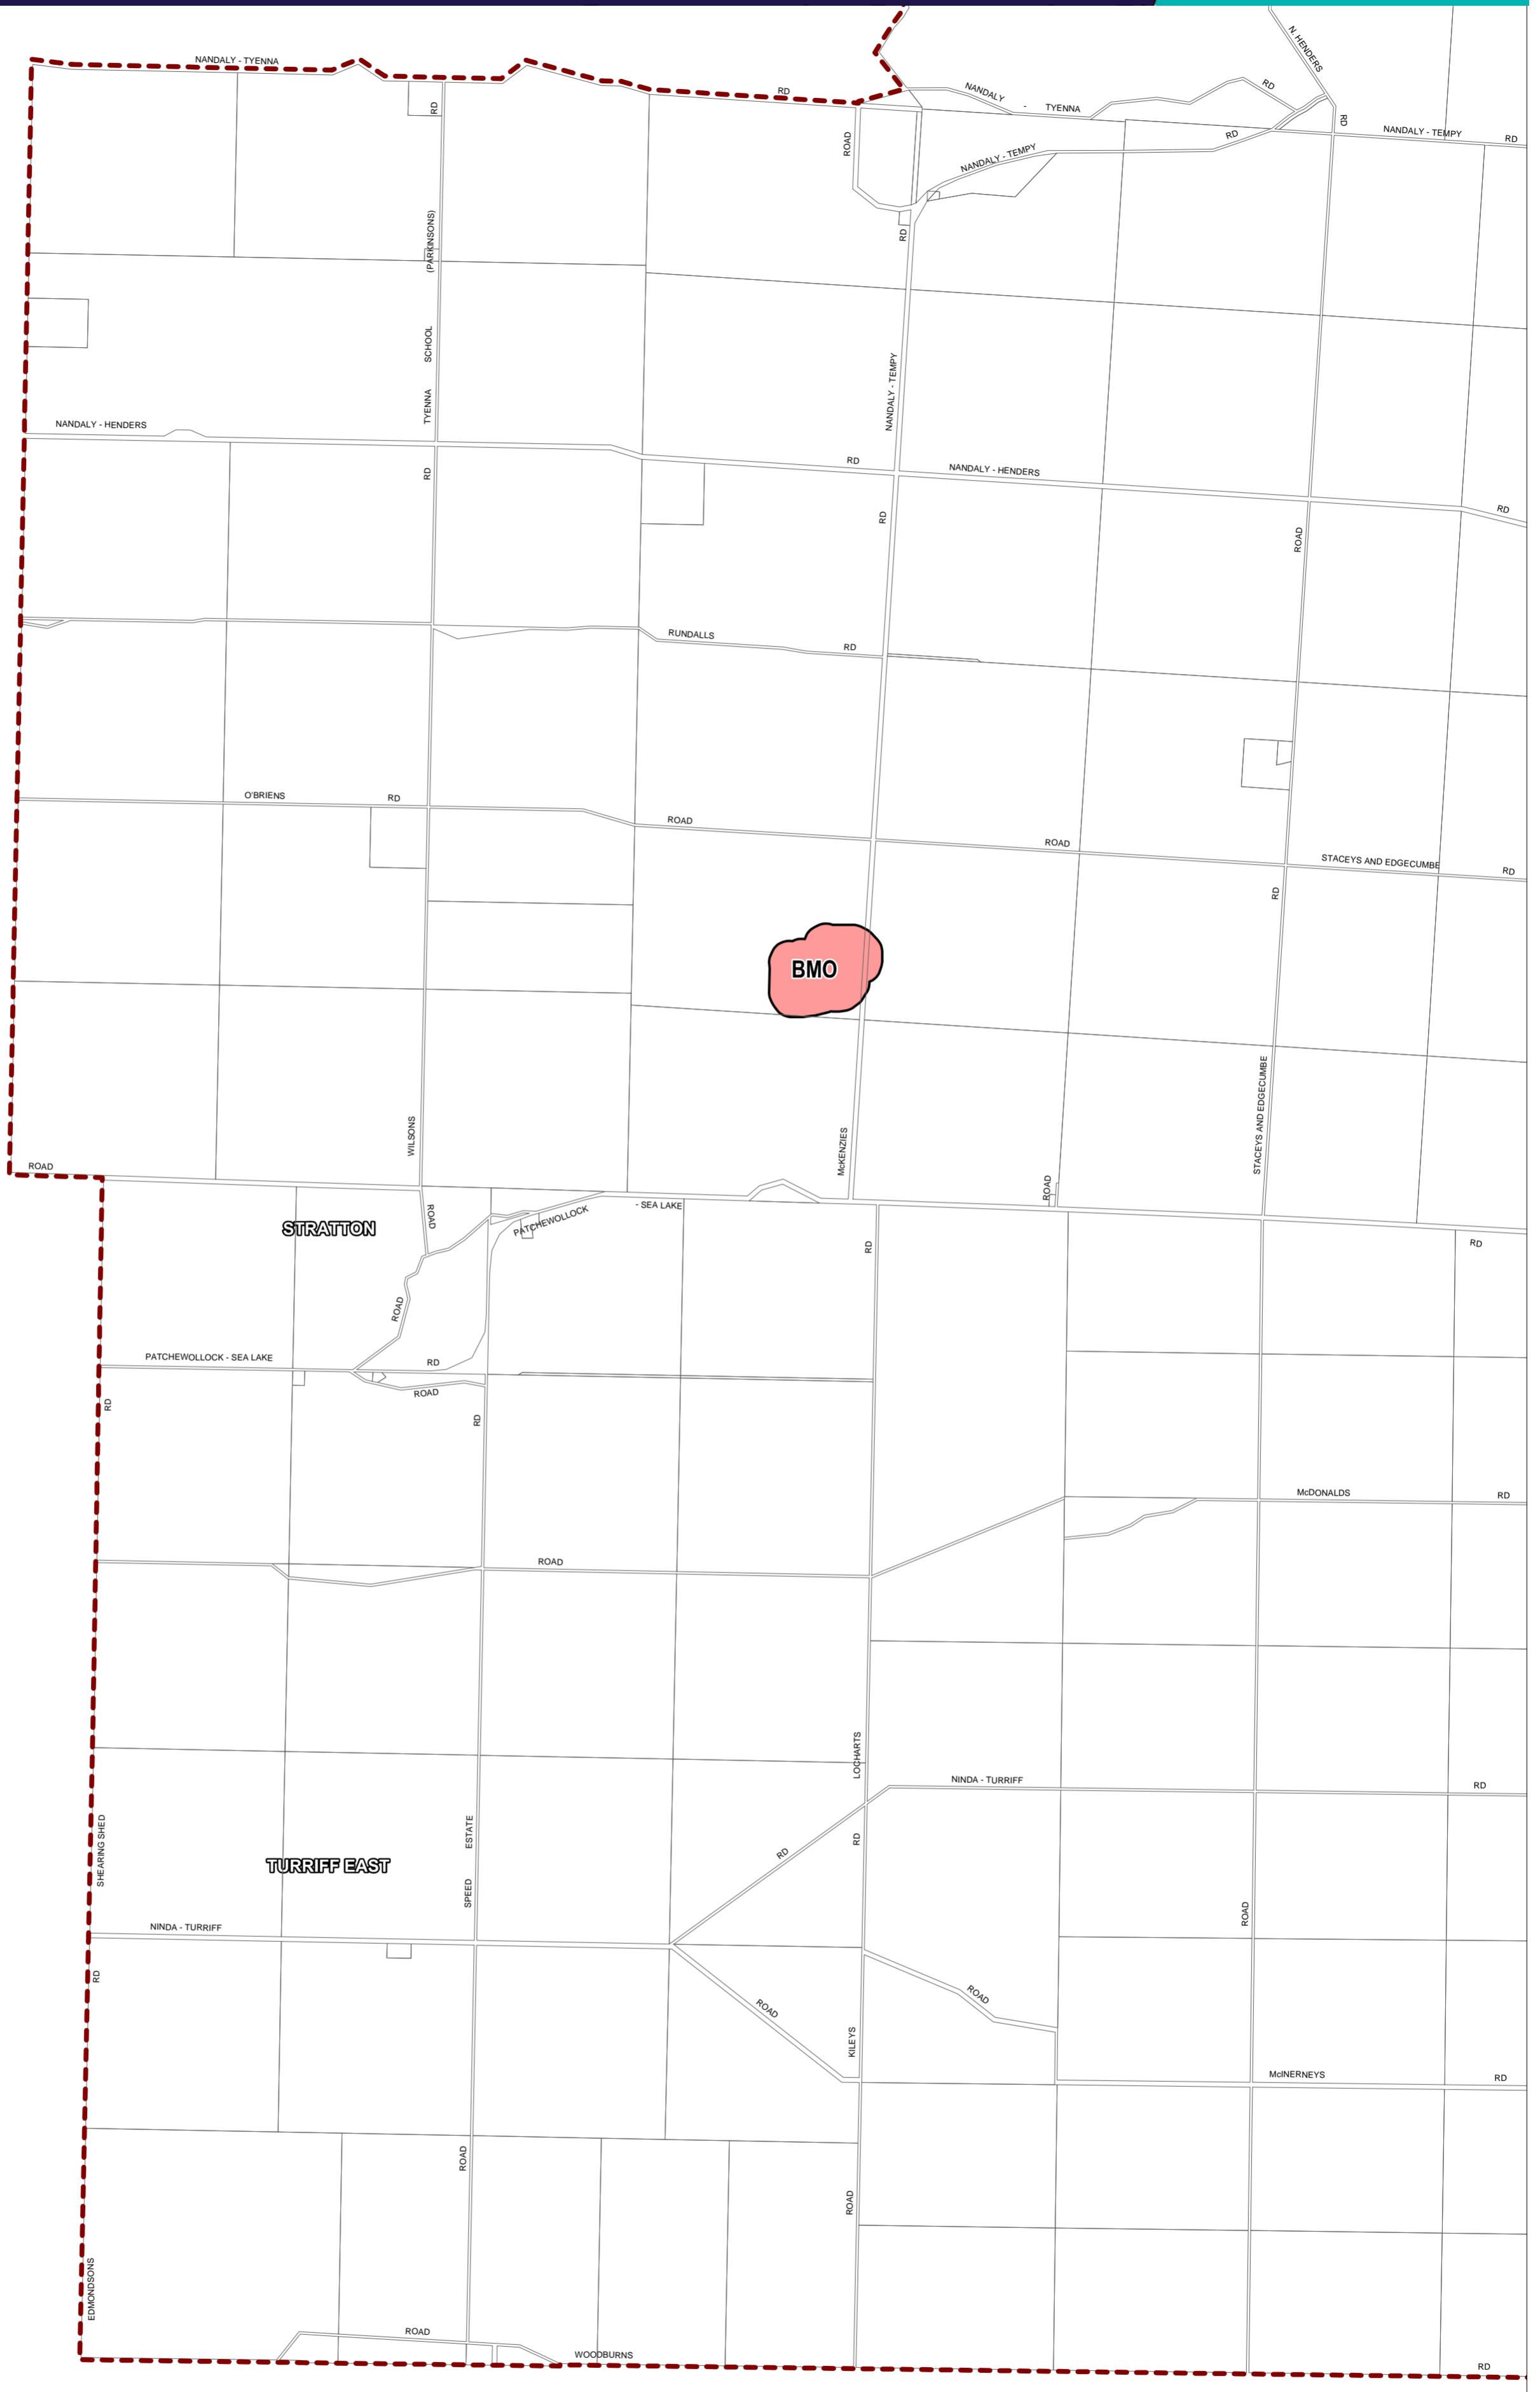 N. HENDERS
RD
NANDALY - TYENNA
RD
NANDALY
-
TYENNA
RD
RD
ROAD
NANDALY - TEMPY
RD
NANDALY - TEMPY
RD
RD
(PARKINSONS)
SCHOOL
TYENNA
RD
NANDALY - TEMPY
NANDALY - HENDERS
RD
NANDALY - HENDERS
RD
RD
RD
ROAD
RUNDALLS
RD
O'BRIENS
RD
ROAD
ROAD
STACEYS AND EDGECUMBE
RD
RD
BMO
WILSONS
McKENZIES
STACEYS AND EDGECUMBE
ROAD
ROAD
STRATTON
ROAD
PATCHEWOLLOCK
- SEA LAKE
RD
RD
ROAD
PATCHEWOLLOCK - SEA LAKE
RD
ROAD
RD
RD
McDONALDS
RD
ROAD
LOCHARTS
NINDA - TURRIFF
RD
SHEARING SHED
ESTATE
RD
RD
TURRIFF EAST
SPEED
NINDA - TURRIFF
ROAD
RD
ROAD
ROAD
KILEYS
McINERNEYS
RD
ROAD
ROAD
EDMONDSONS
ROAD
WOODBURNS
RD